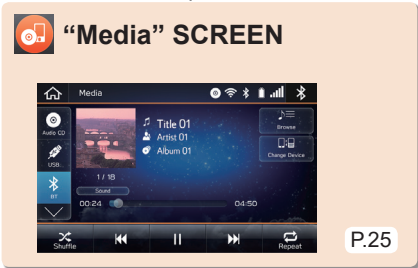 “Media” SCREEN
Media
Audio CD
USB:
BT
Title 01
Artist 01
Album 01
1 / 18
Sound
00:24
04:50
Browse
Change Device
Shuffle
Repeat
P.25